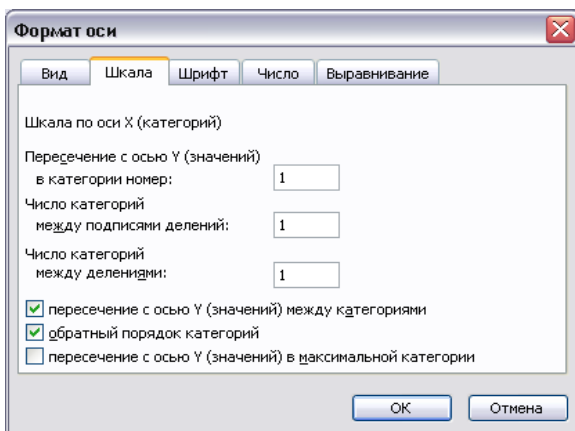 Формат оси
Вид Шкала Шрифт Число Выравнивание
Шкала по оси X (категорий)
Пересечение с осью Y (значений)
в категории номер: 1
Число категорий
между подписями делений: 1
Число категорий
между делениями: 1
пересечение с осью Y (значений) между категориями
обратный порядок категорий
пересечение с осью Y (значений) в максимальной категории
ОК Отмена